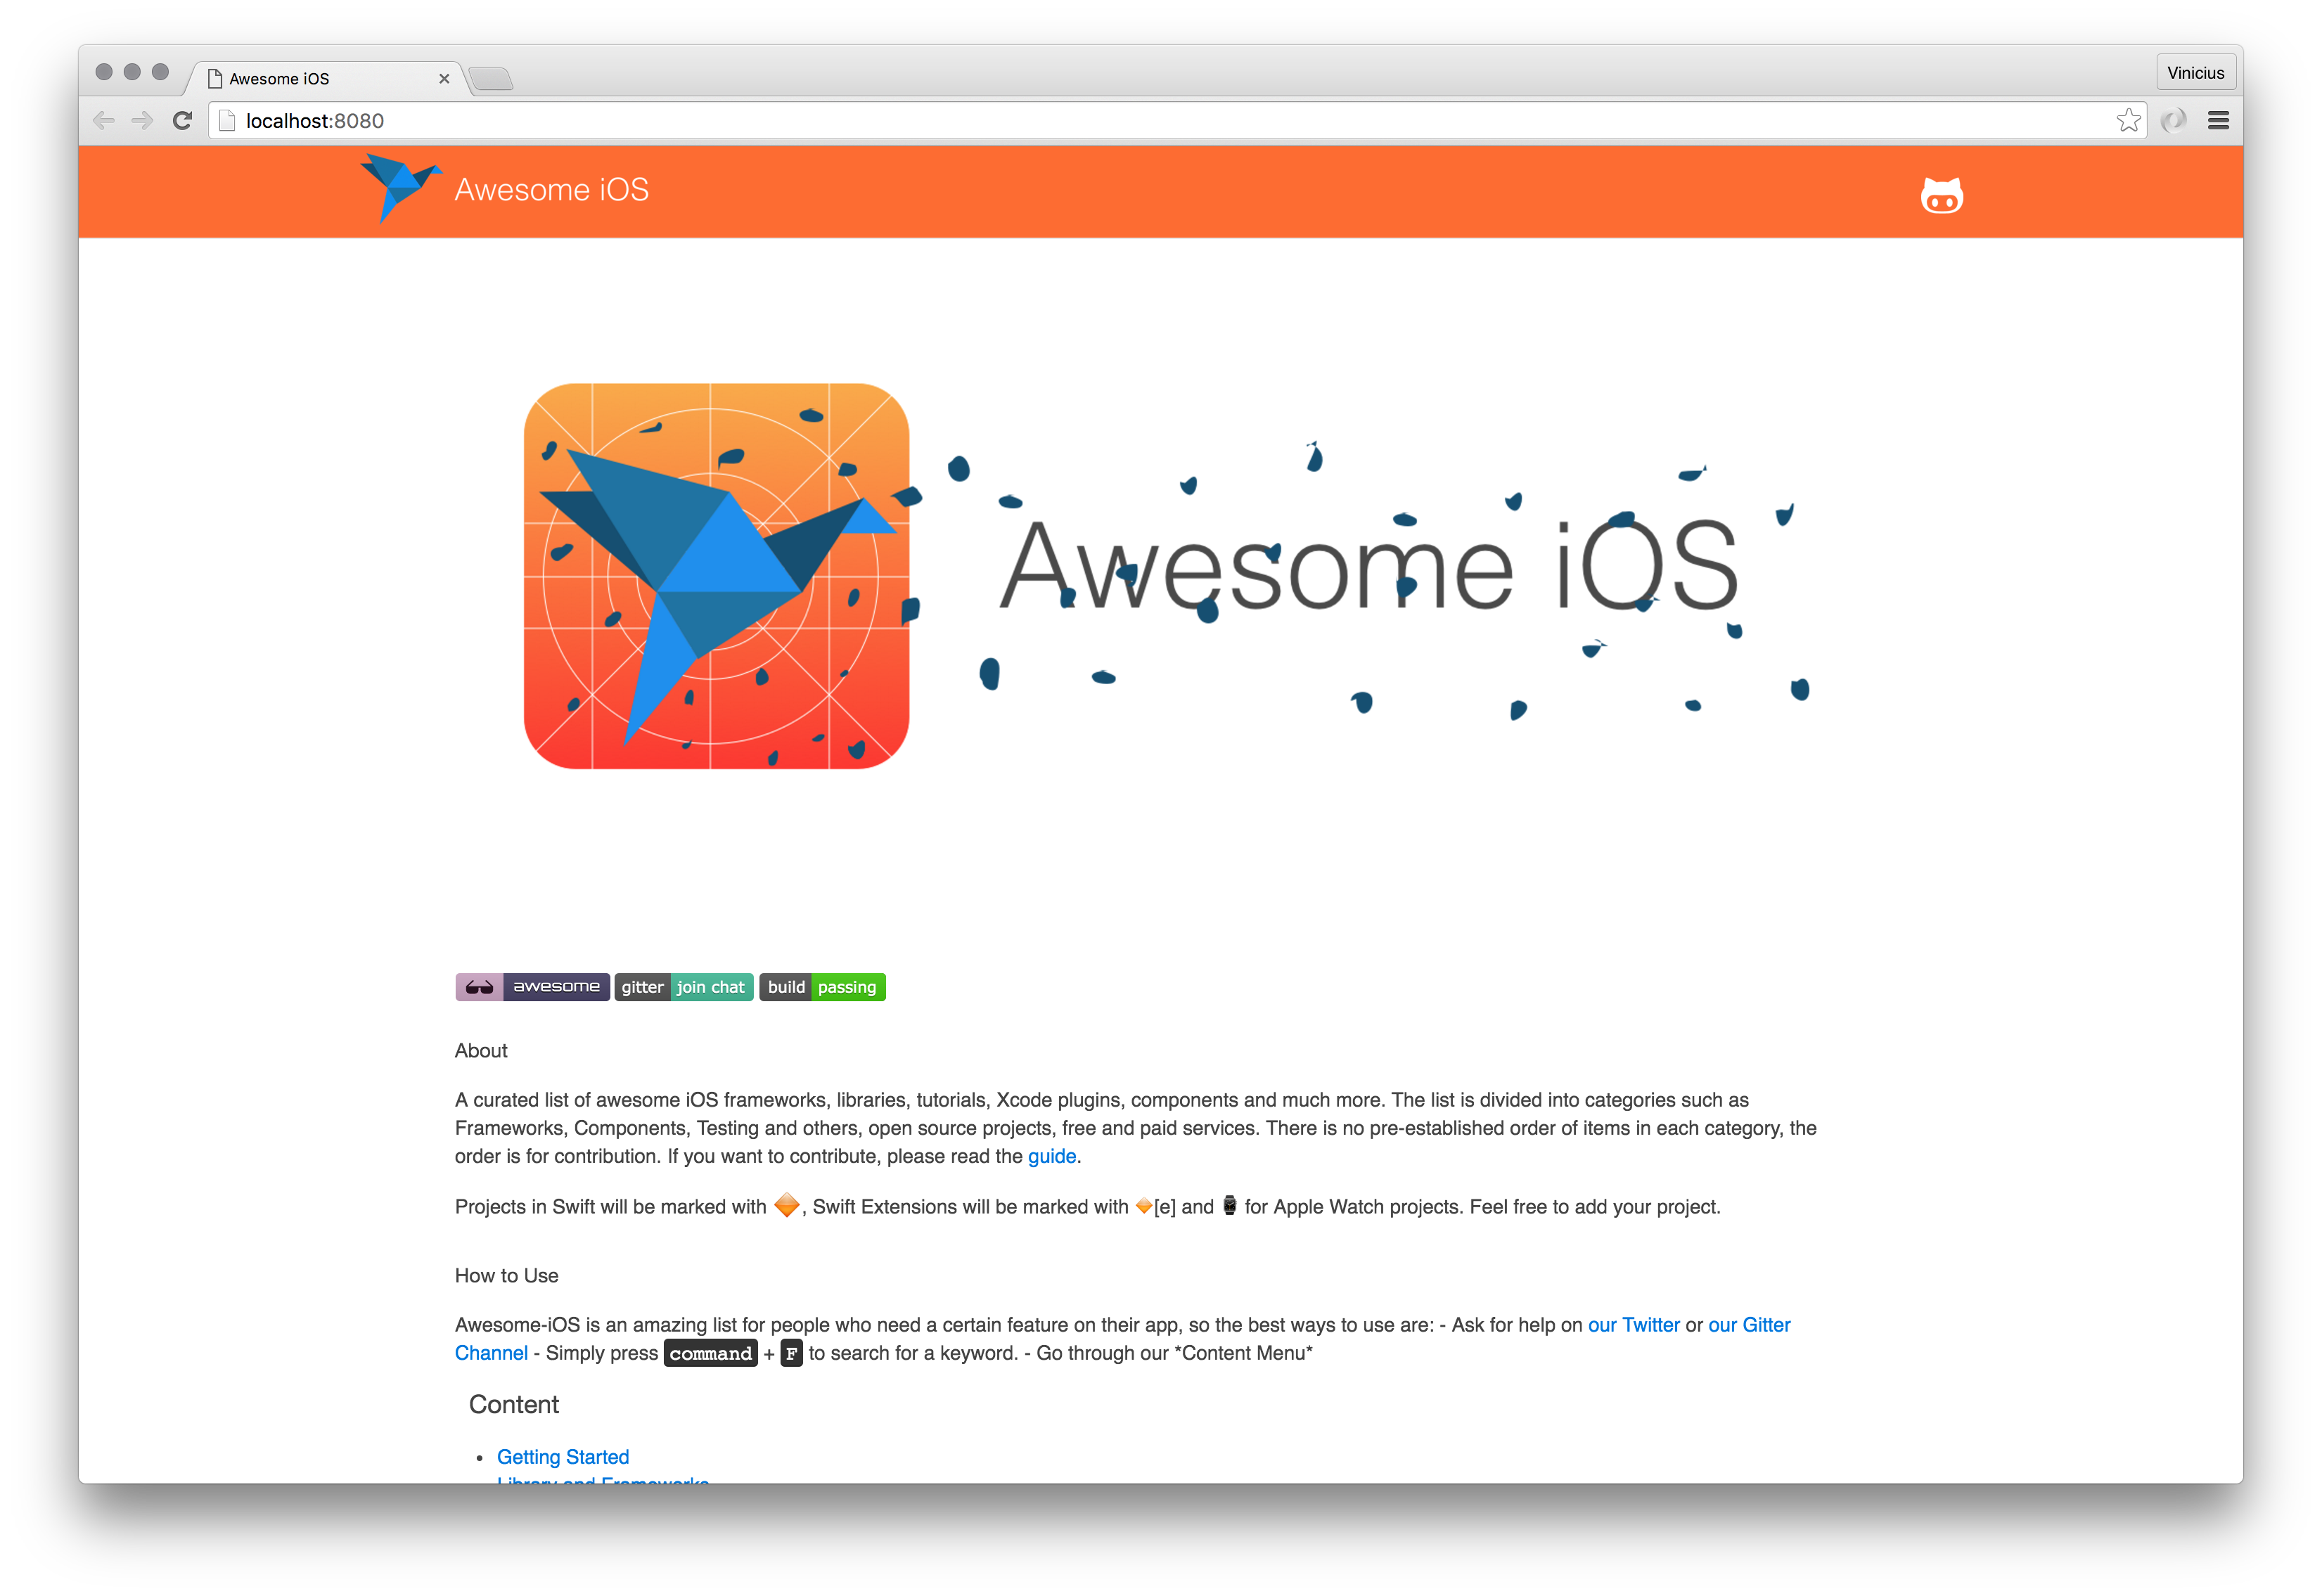 Awesome iOS
Vinicius
localhost:8080
Awesome iOS
Awesome iOS
awesome gitter join chat build passing
About
A curated list of awesome iOS frameworks, libraries, tutorials, Xcode plugins, components and much more. The list is divided into categories such as
Frameworks, Components, Testing and others, open source projects, free and paid services. There is no pre-established order of items in each category, the
order is for contribution. If you want to contribute, please read the guide.
Projects in Swift will be marked with 🔶, Swift Extensions will be marked with 🔸[e] and ⌚ for Apple Watch projects. Feel free to add your project.
How to Use
Awesome-iOS is an amazing list for people who need a certain feature on their app, so the best ways to use are: - Ask for help on our Twitter or our Gitter
Channel - Simply press command + F to search for a keyword. - Go through our *Content Menu*
Content
• Getting Started
Library and Frameworks